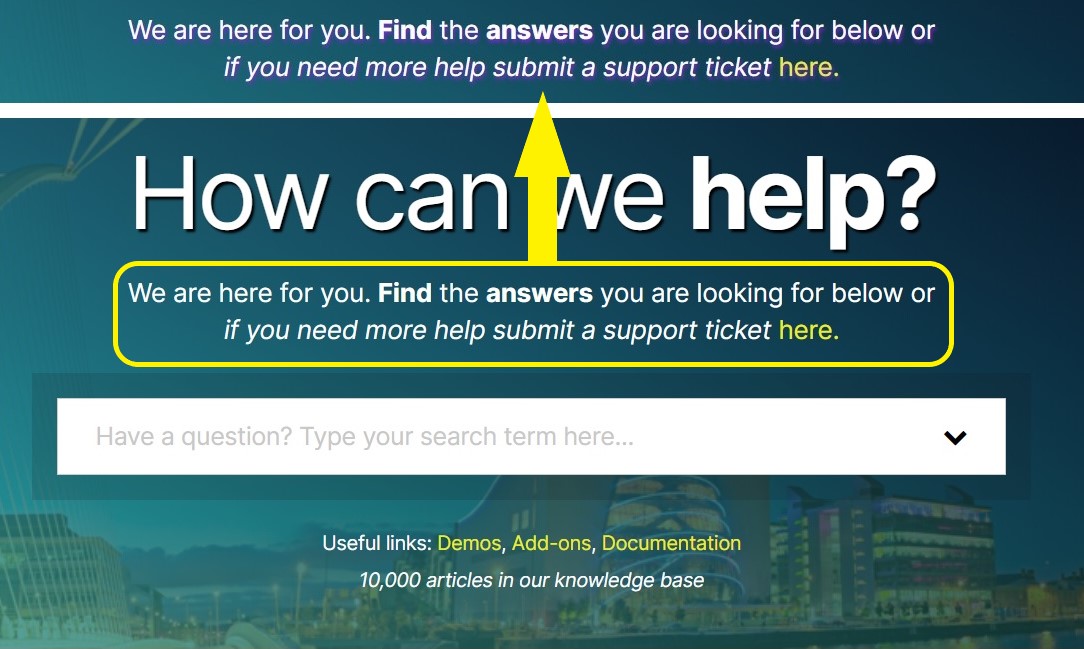 We are here for you. Find the answers you are looking for below or
if you need more help submit a support ticket here.
How can we help?
We are here for you. Find the answers you are looking for below or
if you need more help submit a support ticket here.
Have a question? Type your search term here...
Useful links: Demos, Add-ons, Documentation
10,000 articles in our knowledge base